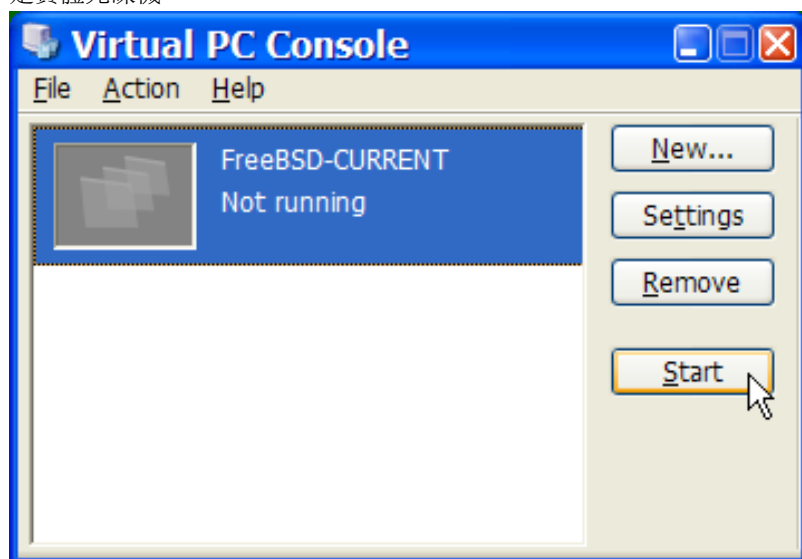 Virtual PC Console
File Action Help
FreeBSD-CURRENT
Not running
New...
Settings
Remove
Start